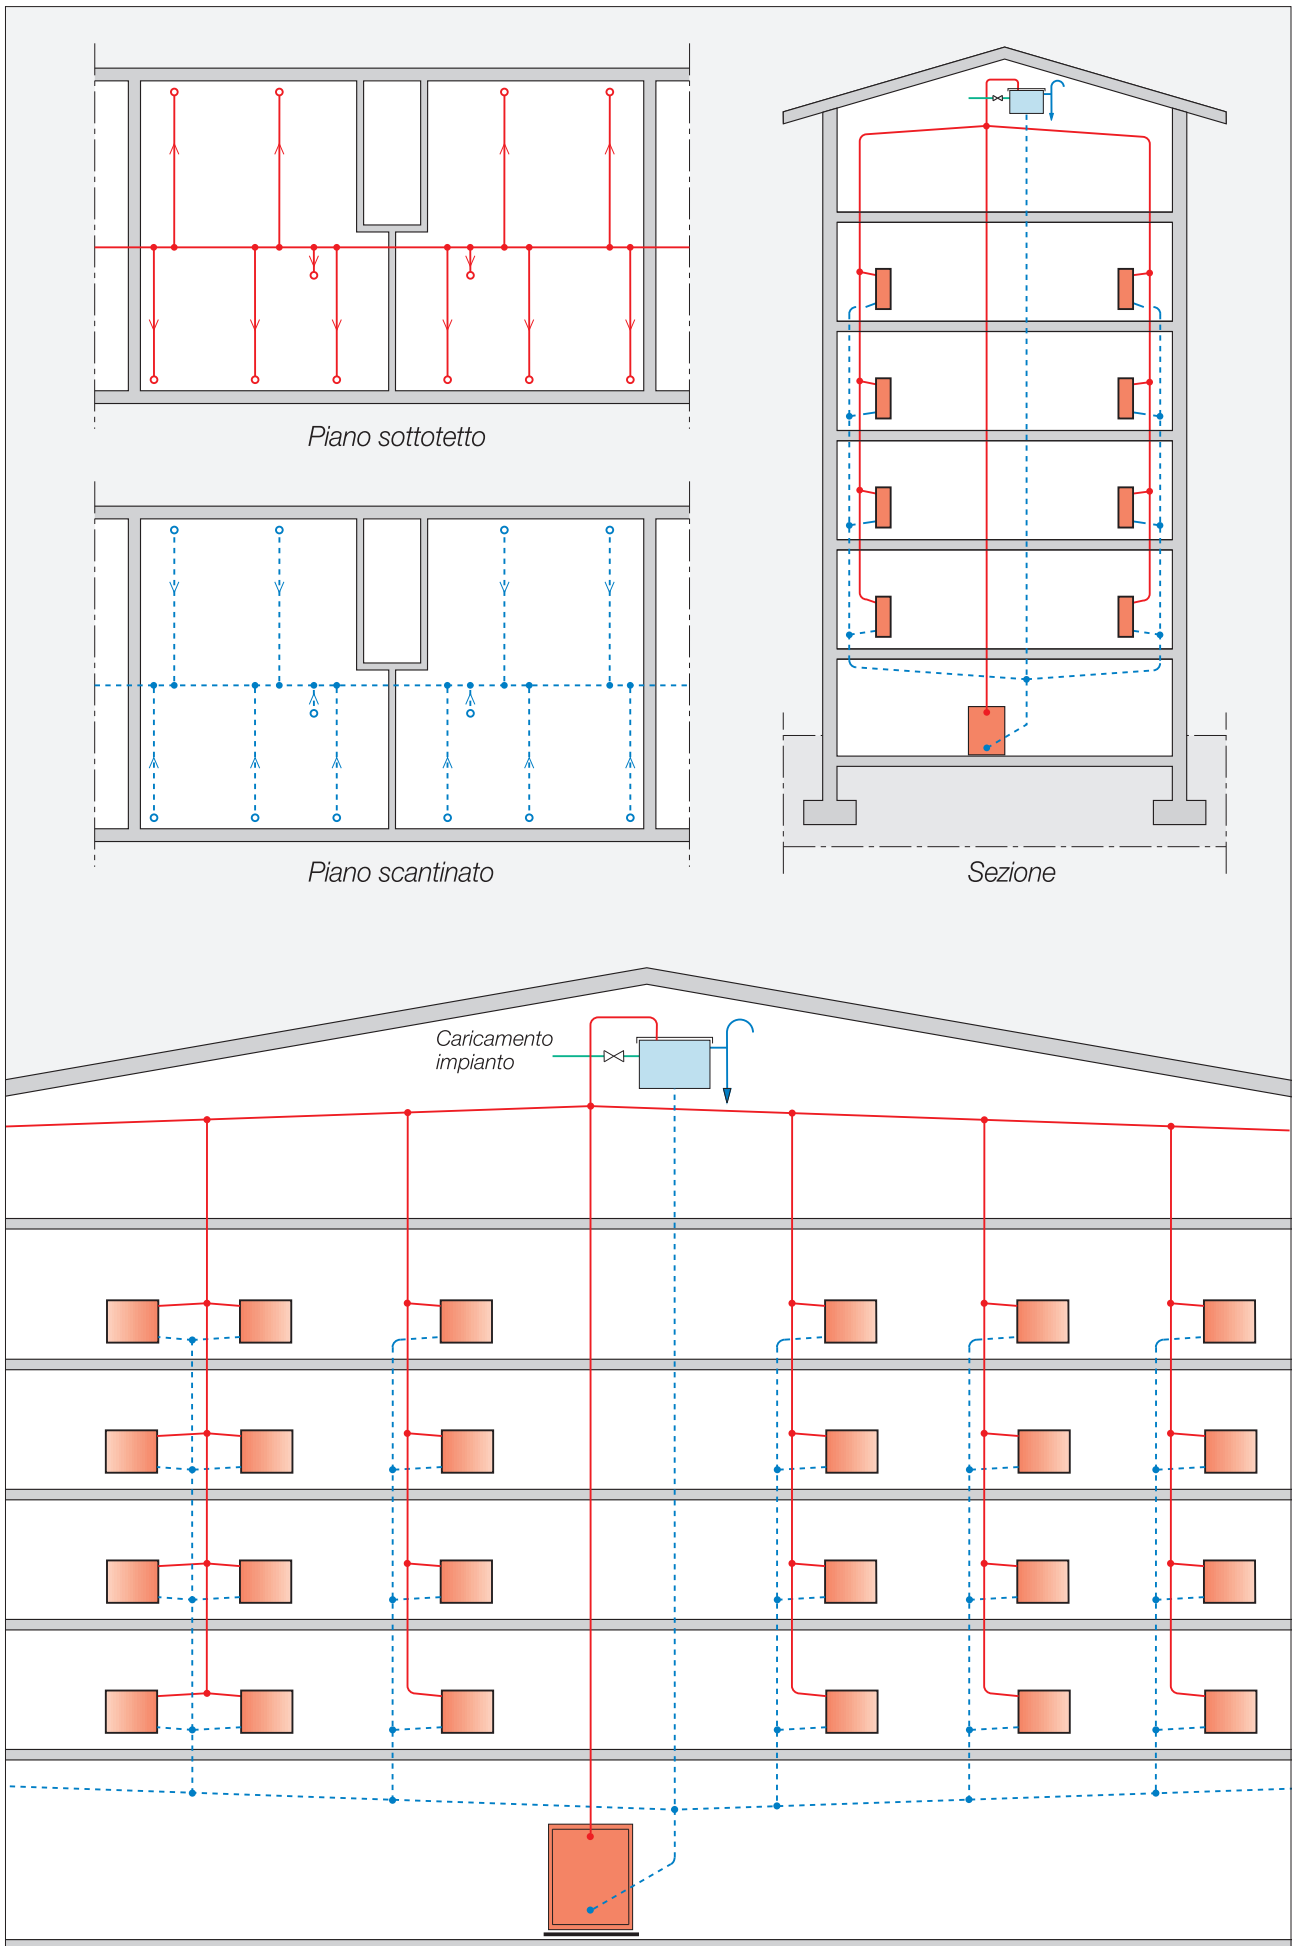 Piano sottotetto
Piano scantinato
Sezione
Caricamento
impianto